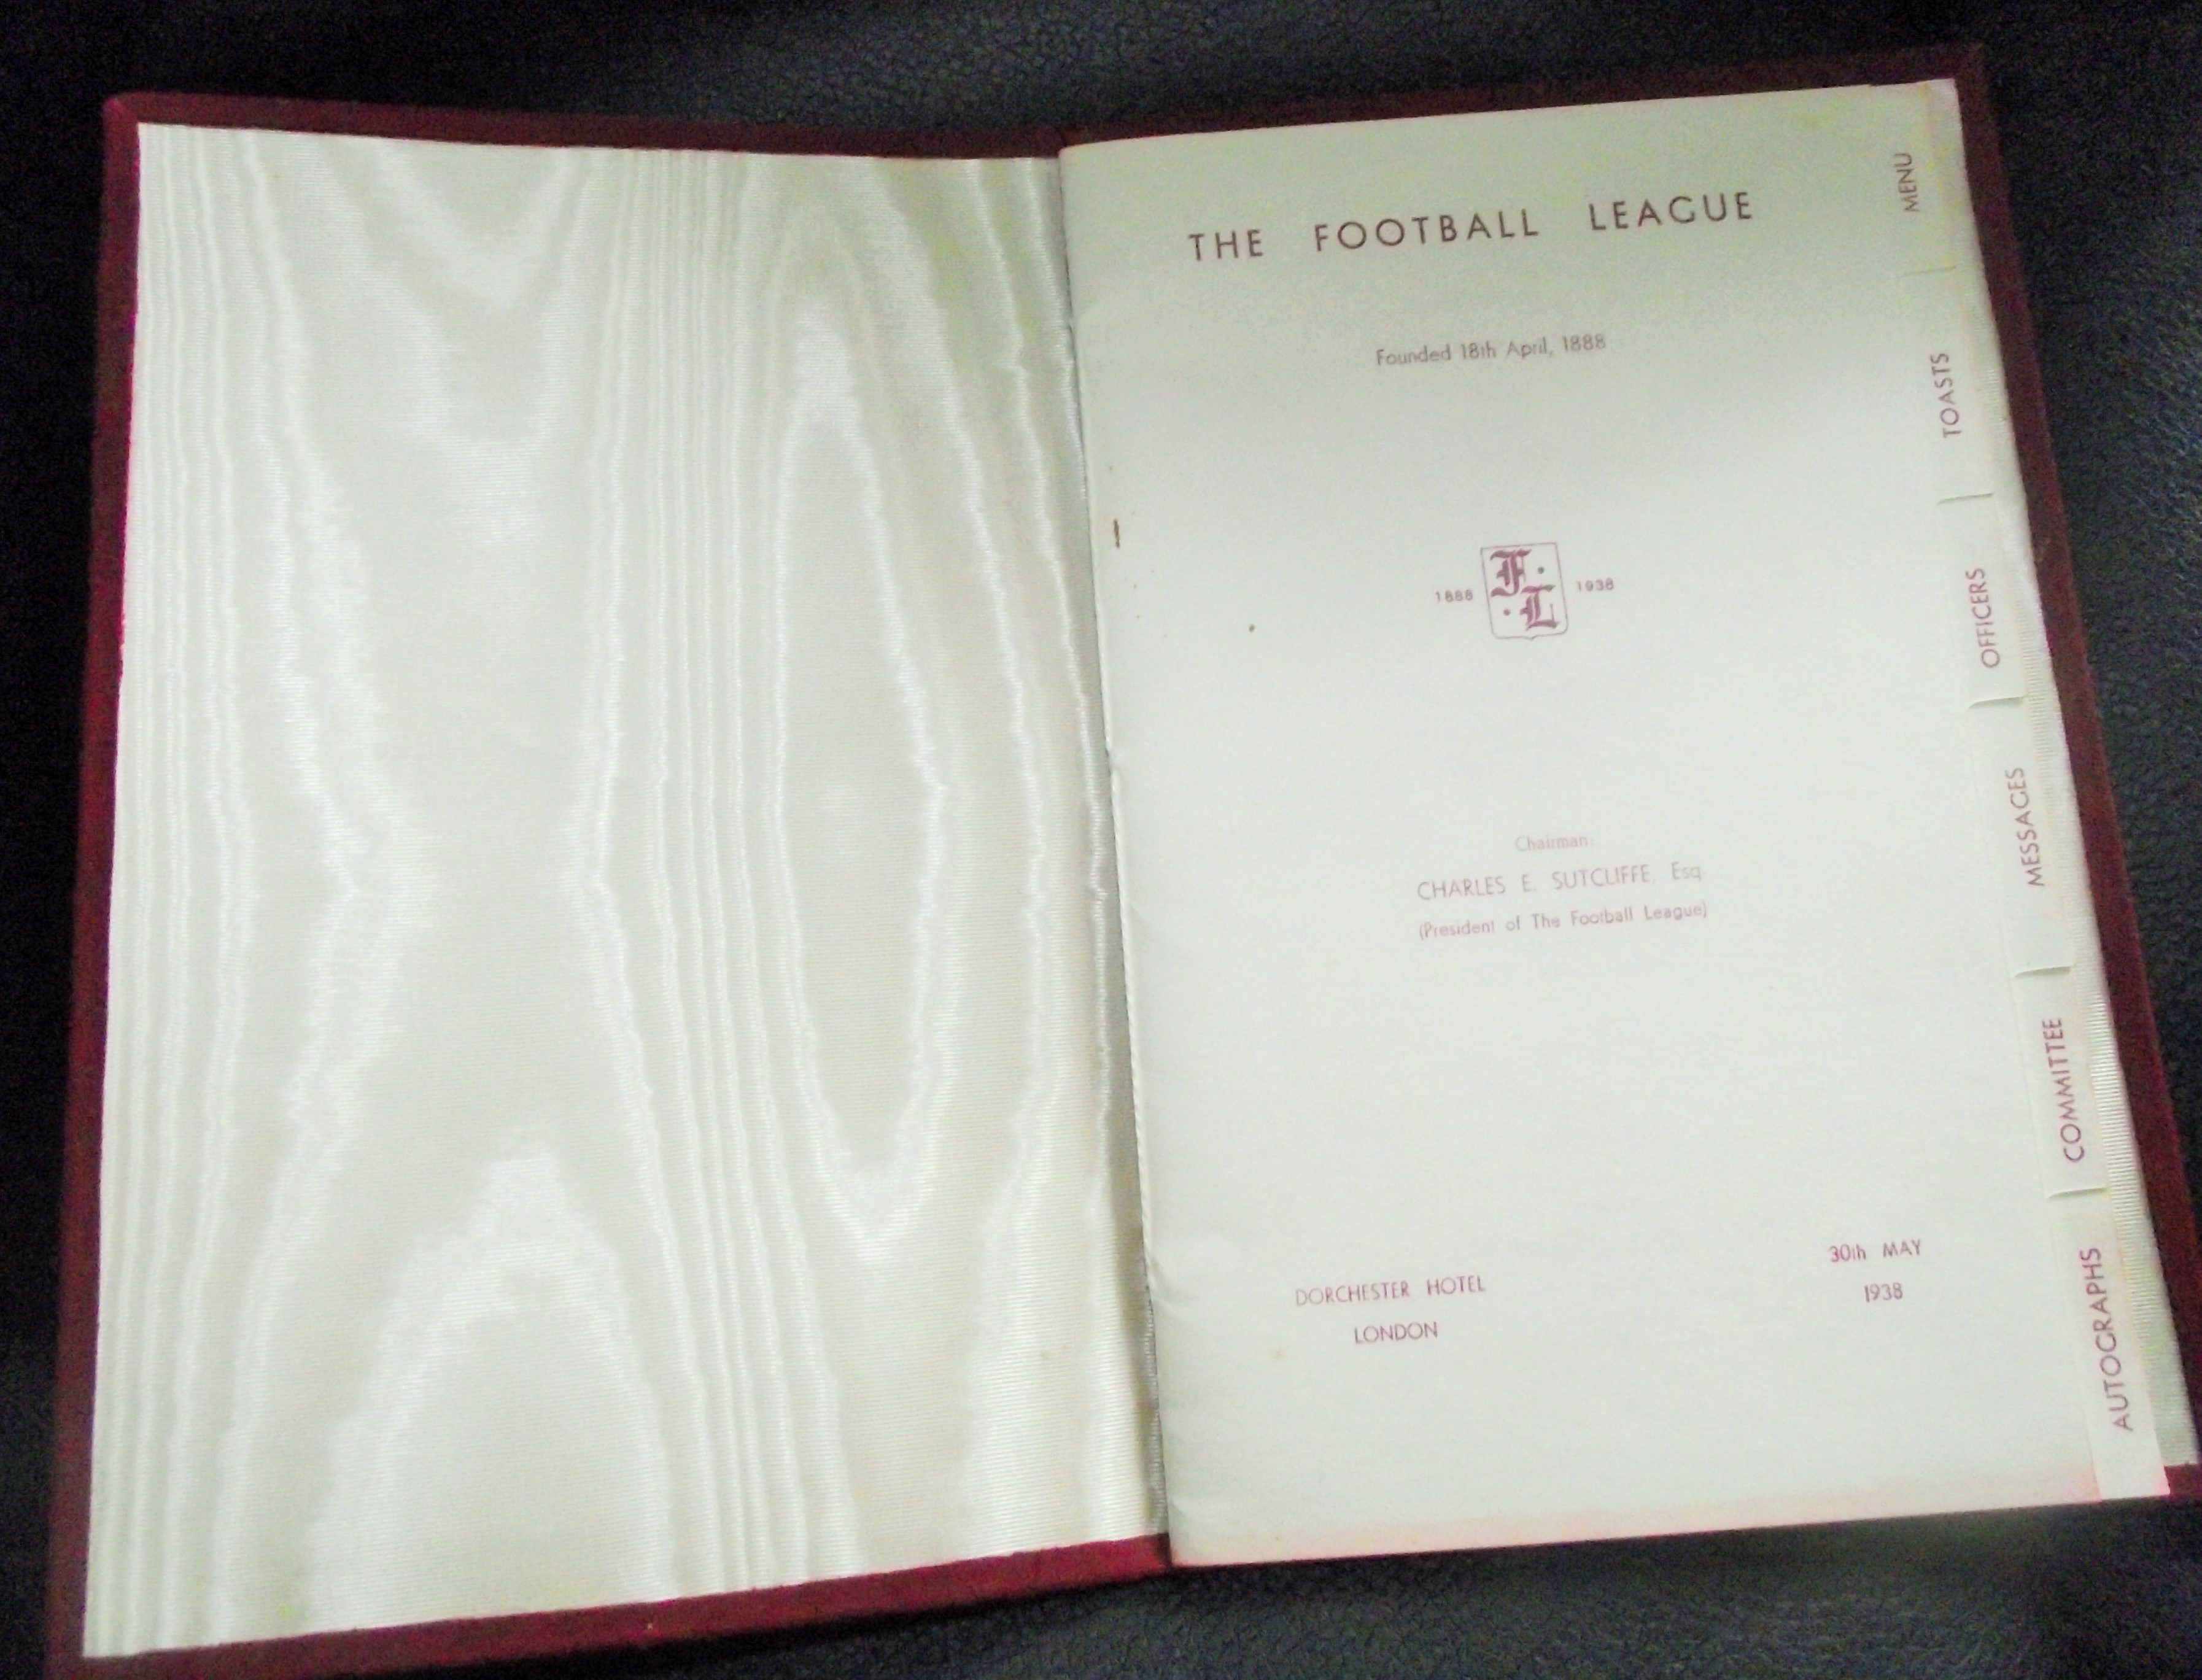 THE FOOTBALL LEAGUE
Founded 18th April, 1888
1888 F. .L 1938
Chairman:
CHARLES E. SUTCLIFFE, Esq.
(President of The Football League)
DORCHESTER HOTEL
LONDON
30th MAY
1938
MENU
TOASTS
OFFICERS
MESSAGES
COMMITTEE
AUTOGRAPHS